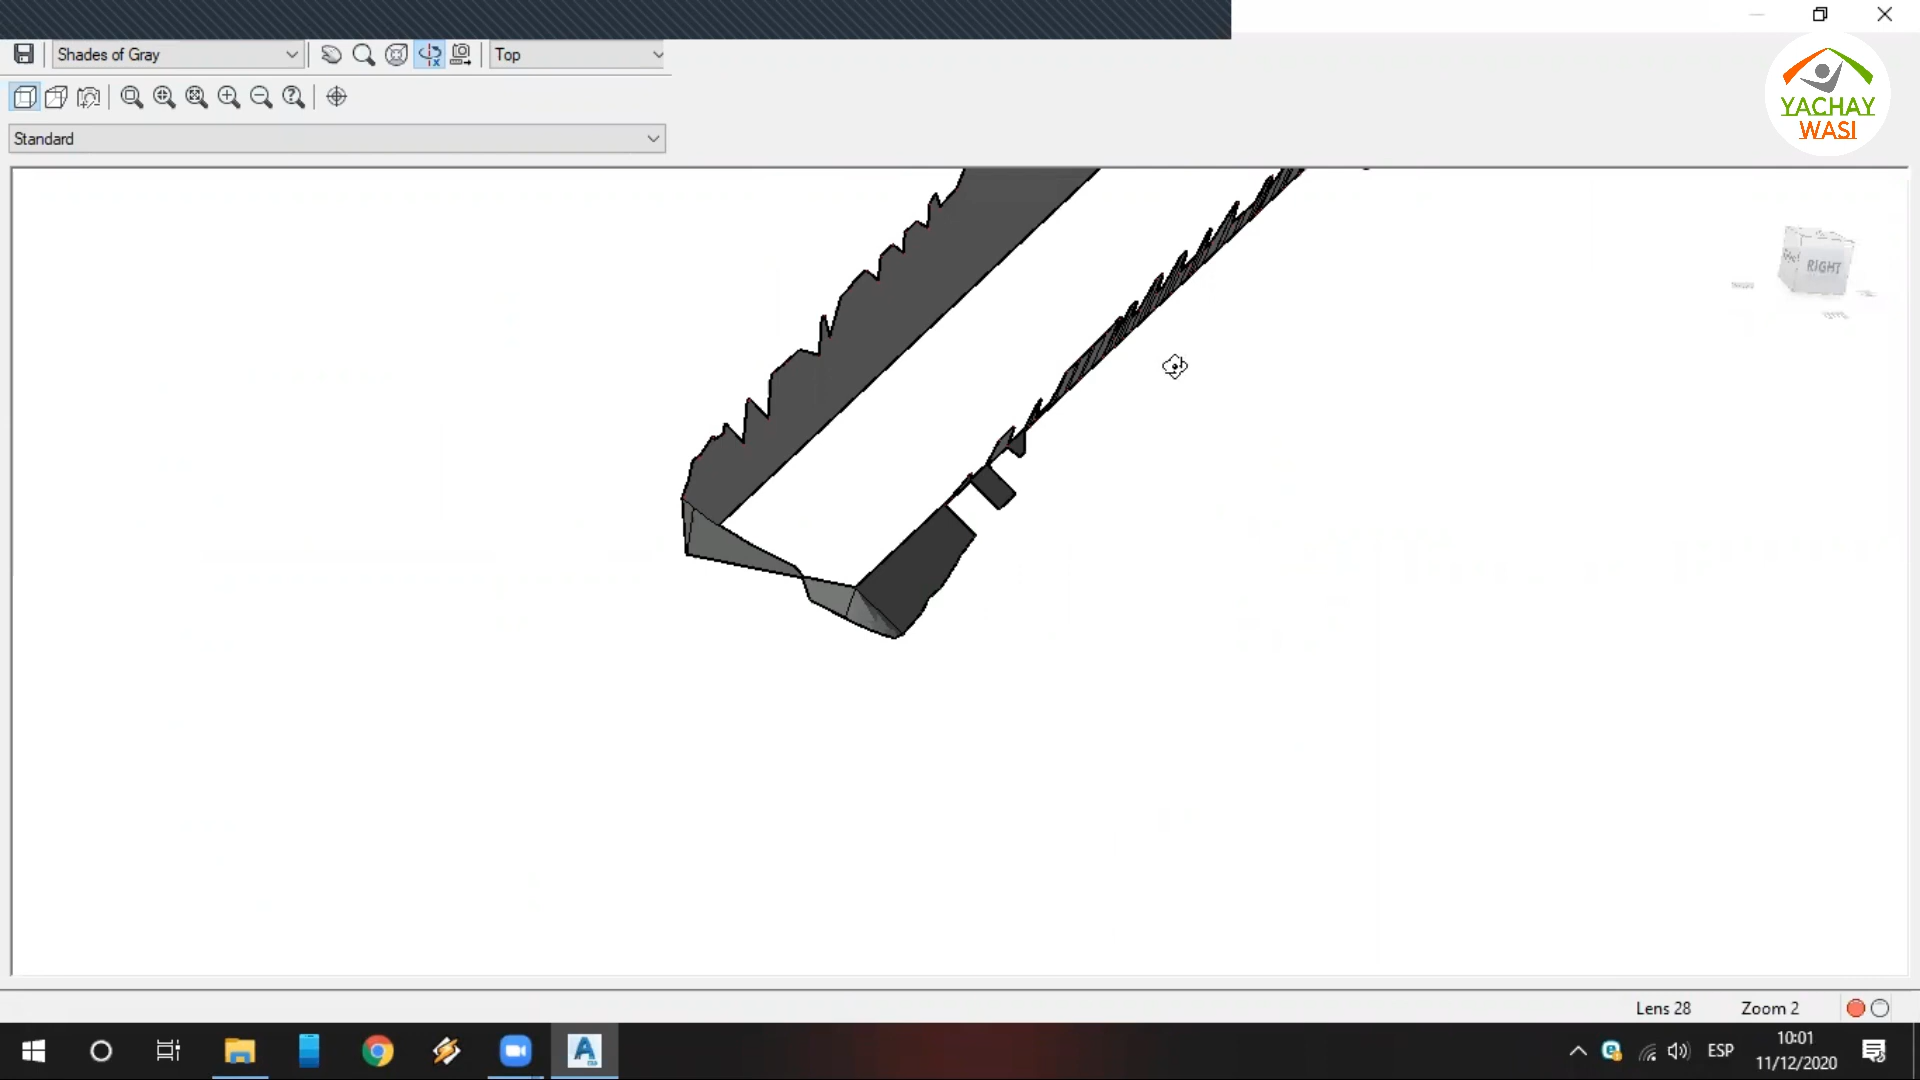 Shades of Gray
Top
YACHAY
WASI
Standard
RIGHT
Lens 28
Zoom 2
ESP
10:01
11/12/2020